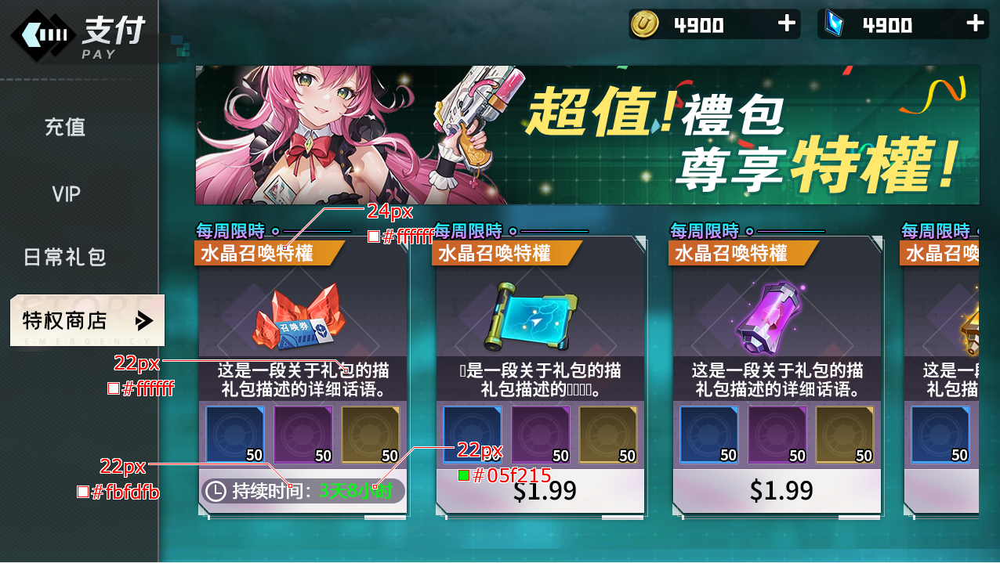 支付
PAY
4900
4900
充值
VIP
日常礼包
特权商店
STORE
E-M-E-R-G-E-N-C-Y
超值!禮包
尊享特權!
24px
#ffffff
每周限時
水晶召喚特權
召唤券
这是一段关于礼包的描
礼包描述的详细话语。
50
50
50
持续时间：3天8小时
22px
#ffffff
22px
#fbfdfb
22px
#05f215
每周限時
水晶召喚特權
是一段关于礼包的描
礼包描述的。
50
50
50
$1.99
每周限時
水晶召喚特權
这是一段关于礼包的描
礼包描述的详细话语。
50
50
50
$1.99
每周限時
水晶召喚
这是一段
礼包描
50